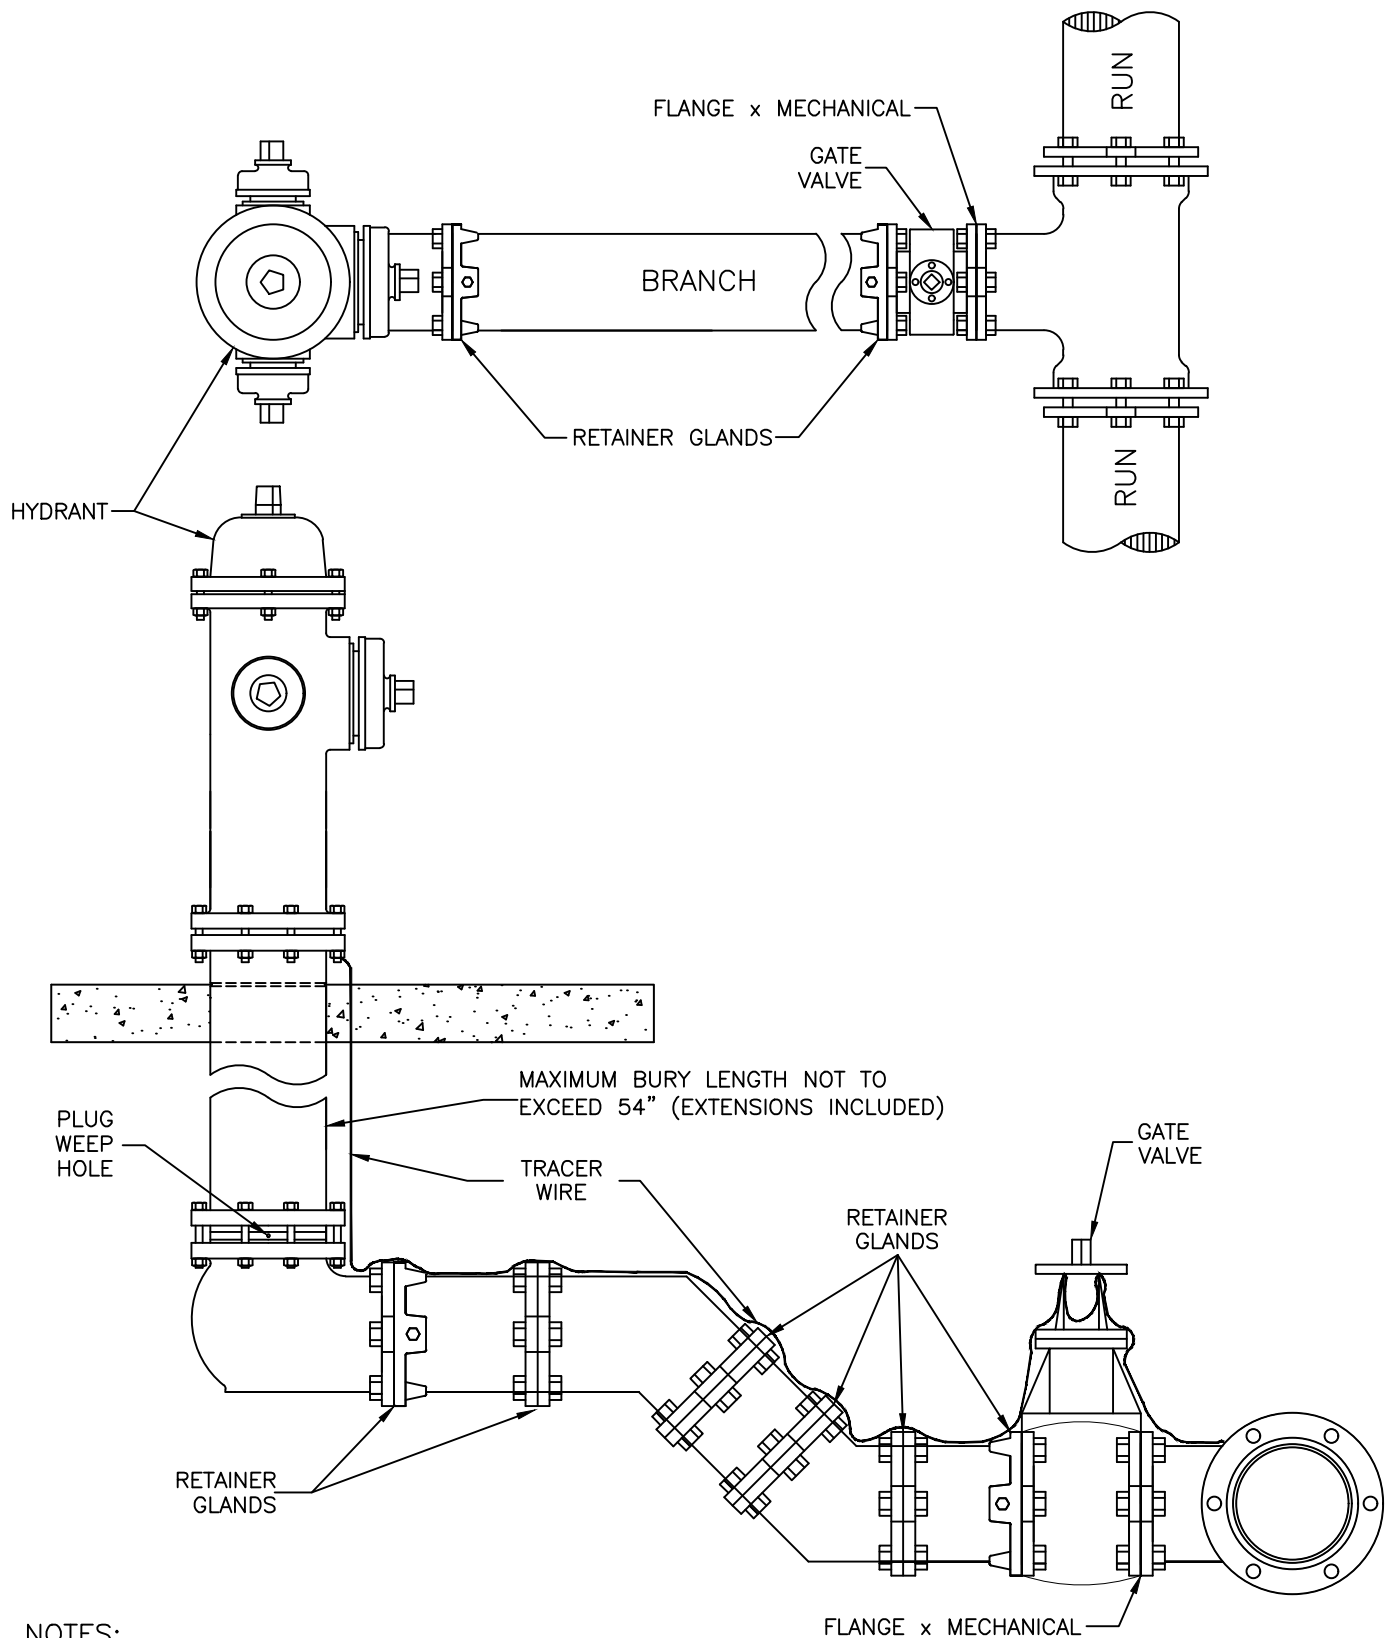 RUN
FLANGE x MECHANICAL
GATE
VALVE
BRANCH
RETAINER GLANDS
RUN
HYDRANT
MAXIMUM BURY LENGTH NOT TO
EXCEED 54" (EXTENSIONS INCLUDED)
PLUG
WEEP
HOLE
TRACER
WIRE
GATE
VALVE
RETAINER
GLANDS
RETAINER
GLANDS
FLANGE x MECHANICAL
NOTES: